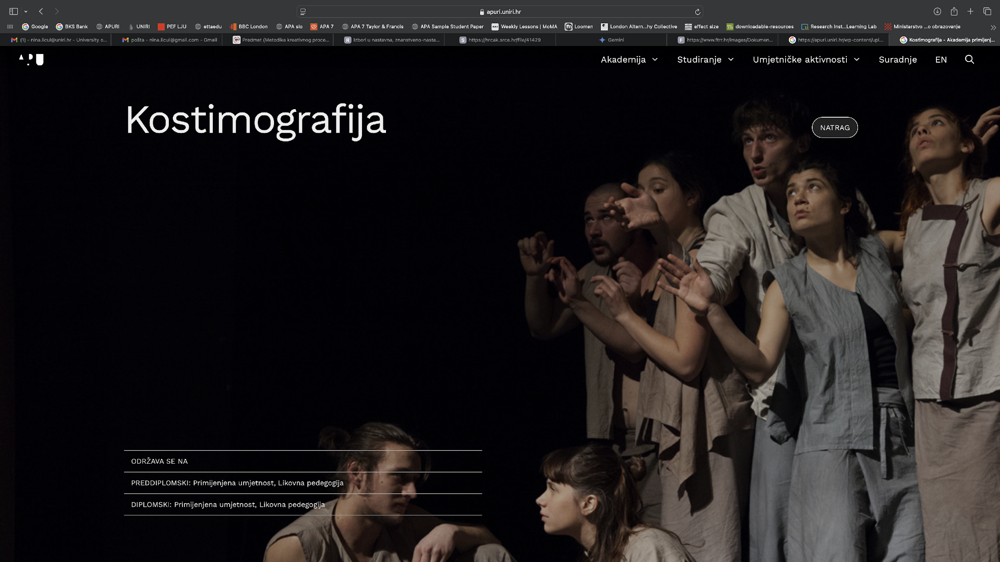 apuri.uniri.hr
Google BKS Bank APURI UNIRI PEF LJU ettaedu BBC London APA slo APA 7 APA 7 Taylor & Francis APA Sample Student Paper Weekly Lessons | MoMA Loomen London Altern...hy Collective effect size downloadable-resources Research Inst...Learning Lab Ministarstvo ...o obrazovanje
(1) - nina.licul@uniri.hr - University o... pošta - nina.licul@gmail.com - Gmail Predmet (Metodika kreativnog proce... R Izbori u nastavna, znanstveno-nasta... S https://hrcak.srce.hr/file/41429 Gemini F https://www.ftrr.hr/images/Dokumen... https://apuri.uniri.hr/wp-content/upl... Kostimografija - Akademija primijenj...
APU Akademija Studiranje Umjetničke aktivnosti Suradnje EN
Kostimografija
NATRAG
ODRŽAVA SE NA
PREDDIPLOMSKI: Primijenjena umjetnost, Likovna pedegogija
DIPLOMSKI: Primijenjena umjetnost, Likovna pedegogija